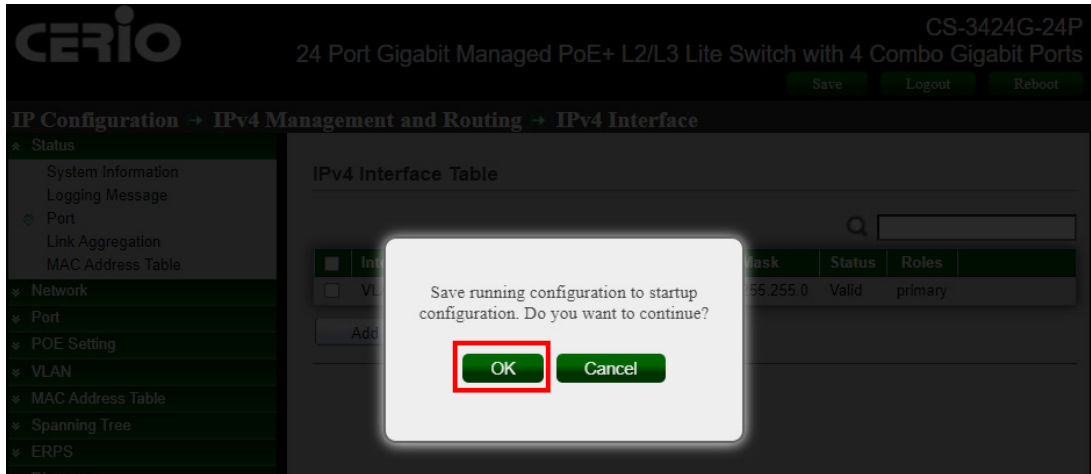 CERIO
CS-3424G-24P
24 Port Gigabit Managed PoE+ L2/L3 Lite Switch with 4 Combo Gigabit Ports
Save Logout Reboot
IP Configuration → IPv4 Management and Routing → IPv4 Interface
Status
System Information
Logging Message
Port
Link Aggregation
MAC Address Table
Network
Port
POE Setting
VLAN
MAC Address Table
Spanning Tree
ERPS
IPv4 Interface Table
Mask Status Roles
255.255.0 Valid primary
Add
Save running configuration to startup
configuration. Do you want to continue?
OK Cancel